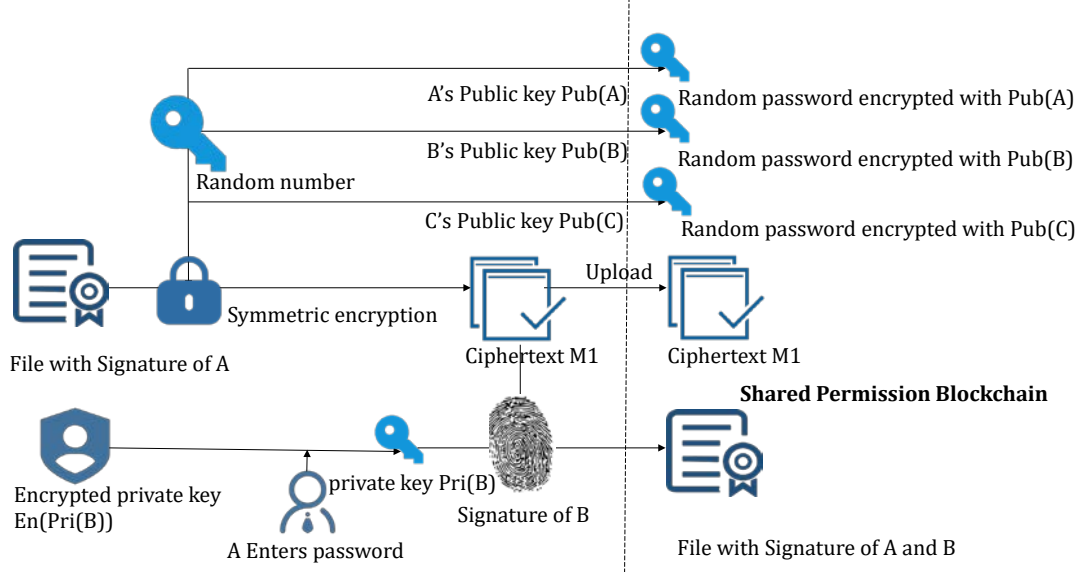 A's Public key Pub(A)
Random password encrypted with Pub(A)
B's Public key Pub(B)
Random password encrypted with Pub(B)
Random number
C's Public key Pub(C)
Random password encrypted with Pub(C)
Upload
Symmetric encryption
File with Signature of A
Ciphertext M1
Ciphertext M1
Shared Permission Blockchain
Encrypted private key
En(Pri(B))
private key Pri(B)
Signature of B
A Enters password
File with Signature of A and B